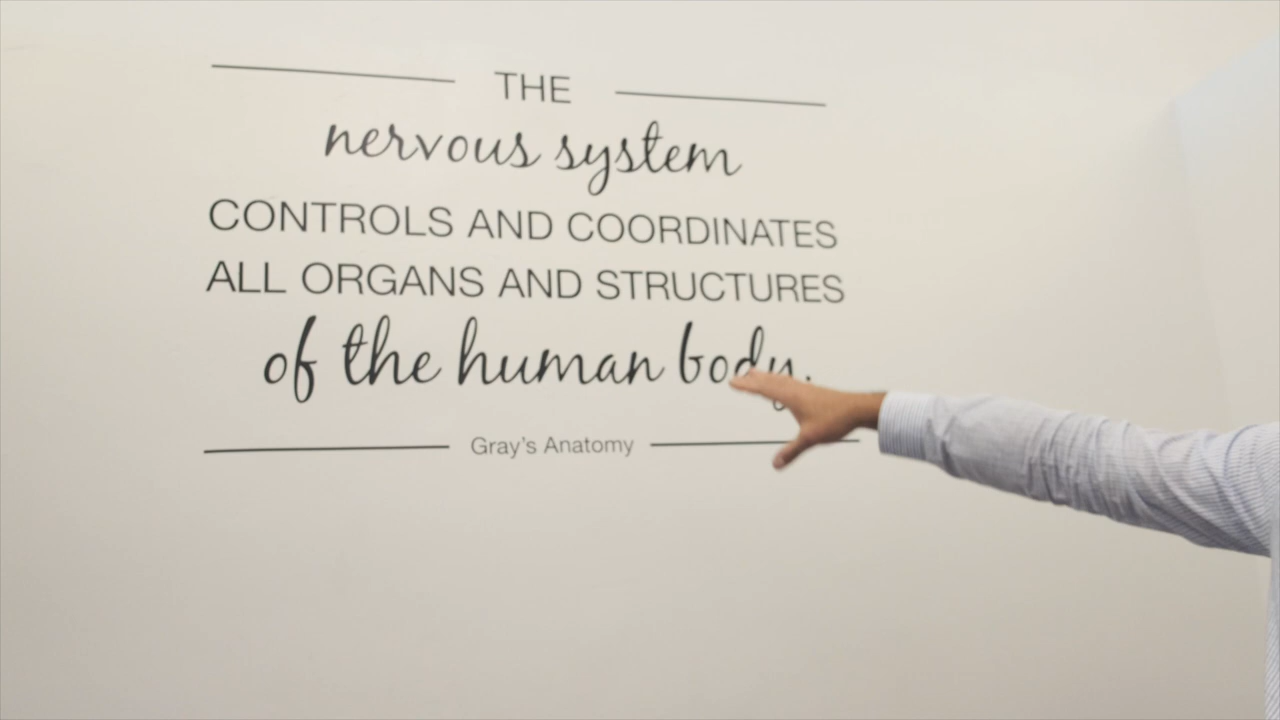 THE
nervous system
CONTROLS AND COORDINATES
ALL ORGANS AND STRUCTURES
of the human body.
Gray's Anatomy